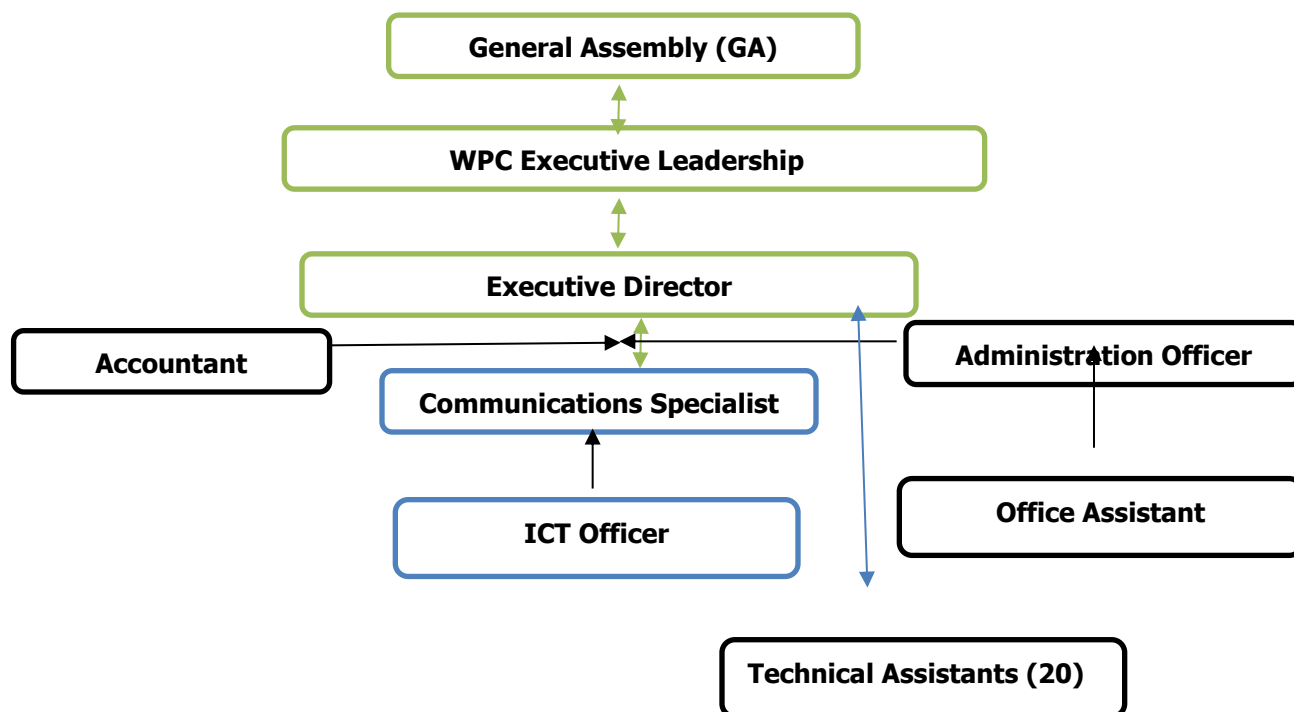 General Assembly (GA)
WPC Executive Leadership
Executive Director
Accountant
Administration Officer
Communications Specialist
Office Assistant
ICT Officer
Technical Assistants (20)